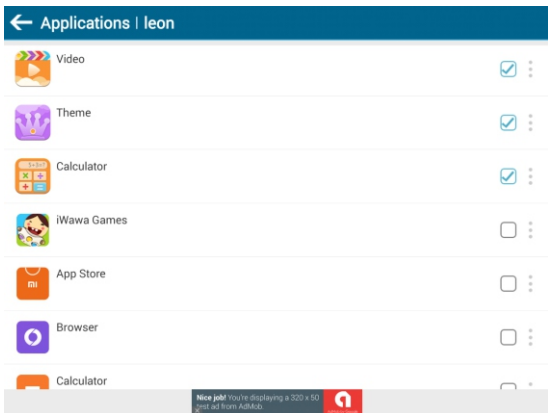 Applications | leon
Video
Theme
Calculator
iWawa Games
App Store
Browser
Calculator
Nice job! You're displaying a 320 x 50
test ad from AdMob.